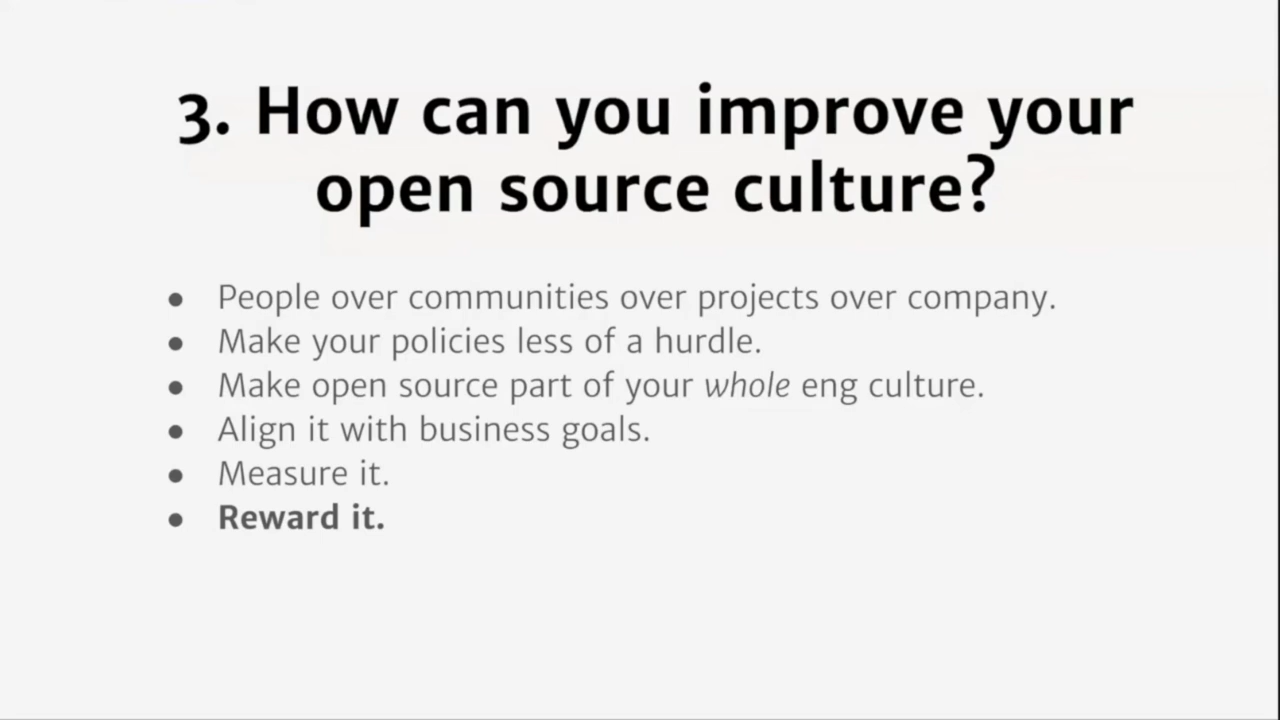 3. How can you improve your
open source culture?
● People over communities over projects over company.
● Make your policies less of a hurdle.
● Make open source part of your whole eng culture.
● Align it with business goals.
● Measure it.
● Reward it.